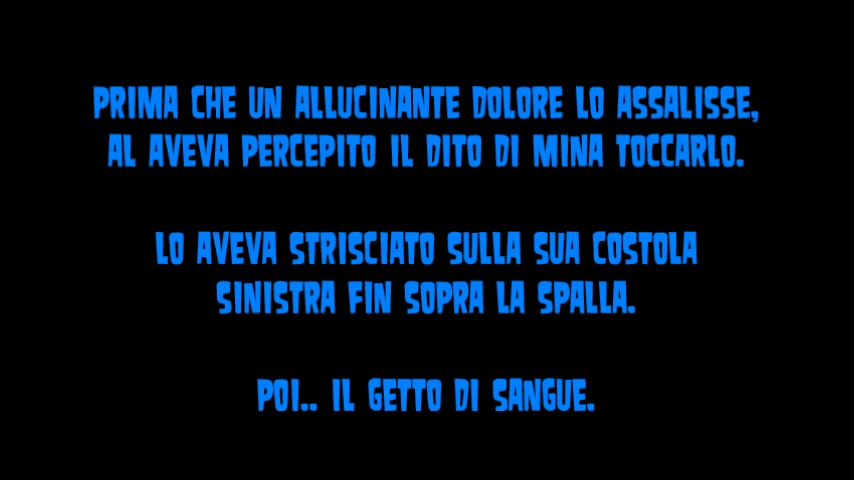 PRIMA CHE UN ALLUCINANTE DOLORE LO ASSALISSE,
AL AVEVA PERCEPITO IL DITO DI MINA TOCCARLO.
LO AVEVA STRISCIATO SULLA SUA COSTOLA
SINISTRA FIN SOPRA LA SPALLA.
POI.. IL GETTO DI SANGUE.